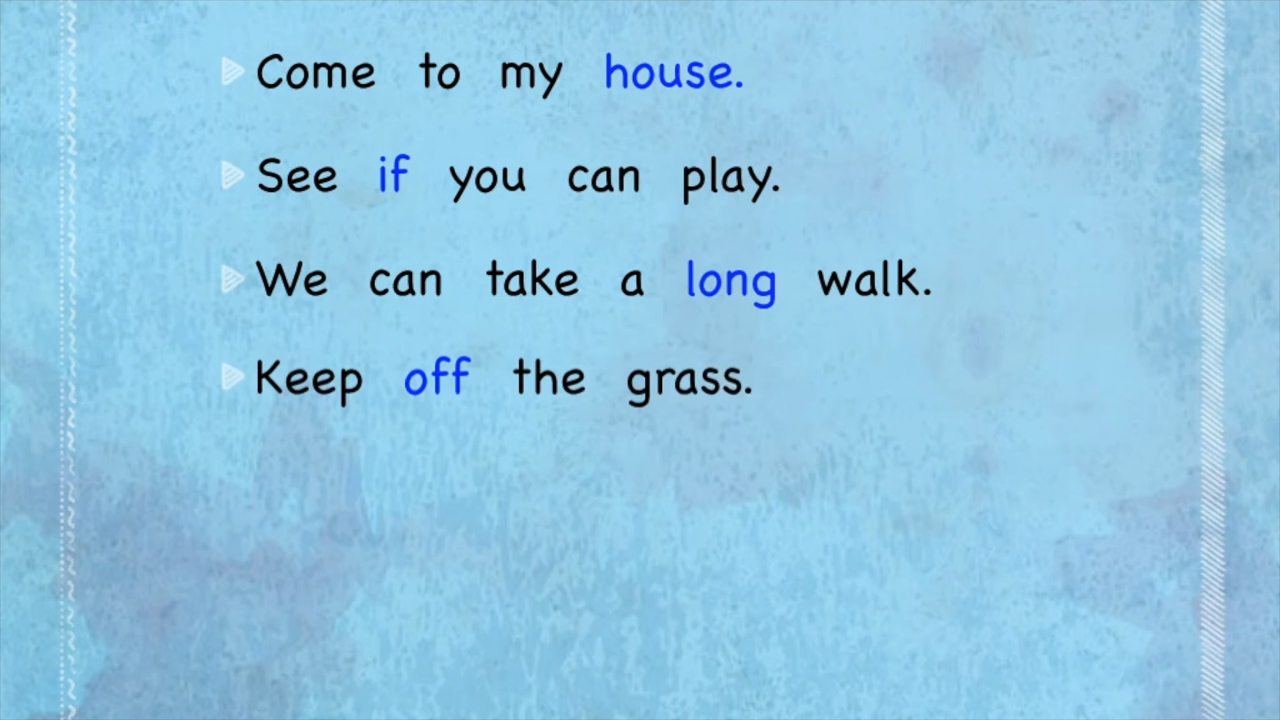 Come to my house.
See if you can play.
We can take a long walk.
Keep off the grass.